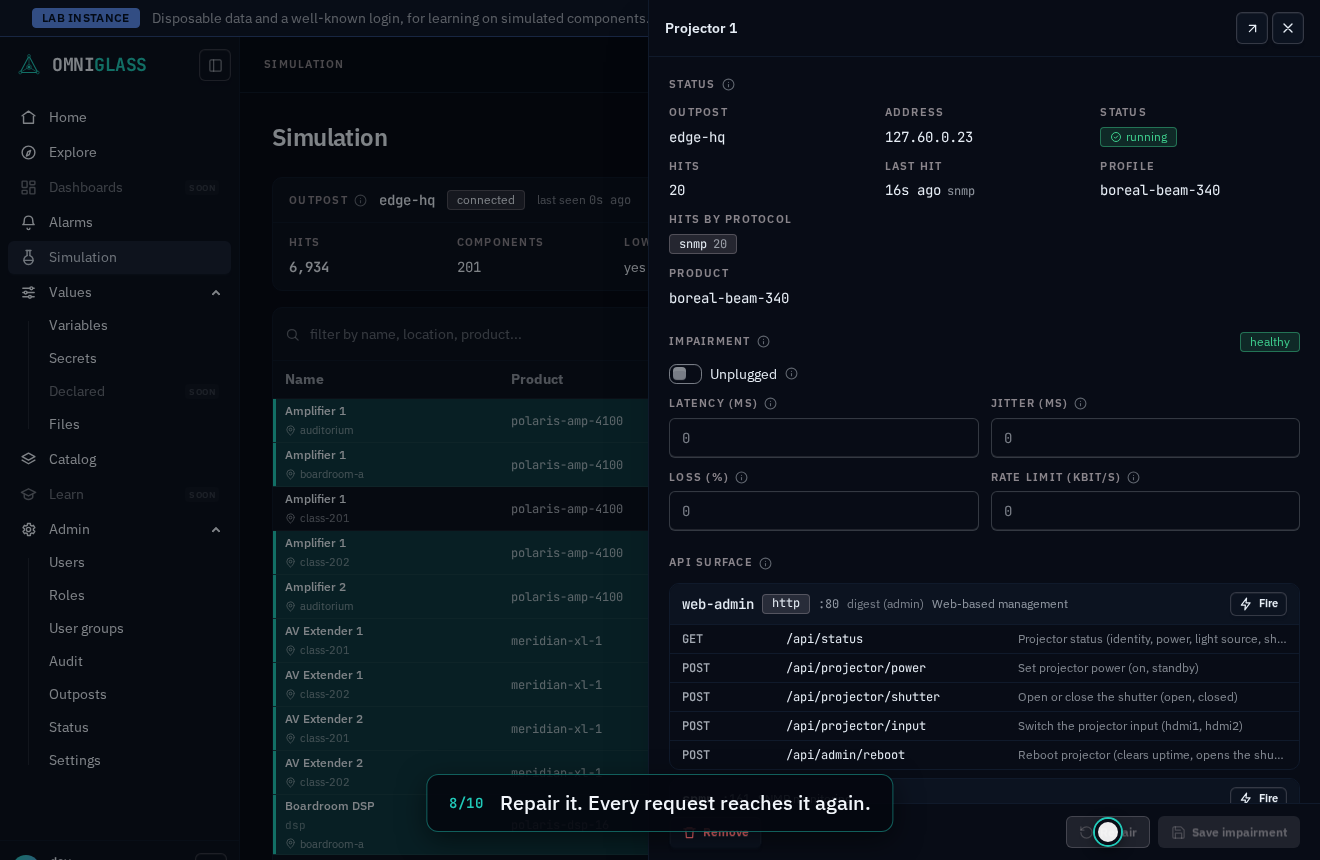 LAB INSTANCE Disposable data and a well-known login, for learning on simulated components.
OMNIGLASS
Home
Explore
Dashboards SOON
Alarms
Simulation
Values
Variables
Secrets
Declared SOON
Files
Catalog
Learn SOON
Admin
Users
Roles
User groups
Audit
Outposts
Status
Settings
SIMULATION
Simulation
OUTPOST edge-hq connected last seen 0s ago
HITS COMPONENTS
6,934 201 yes
filter by name, location, product...
Name Product
Amplifier 1 polaris-amp-4100
auditorium
Amplifier 1 polaris-amp-4100
boardroom-a
Amplifier 1 polaris-amp-4100
class-201
Amplifier 1 polaris-amp-4100
class-202
Amplifier 2 polaris-amp-4100
auditorium
AV Extender 1 meridian-xl-1
class-201
AV Extender 1 meridian-xl-1
class-202
AV Extender 2 meridian-xl-1
class-201
AV Extender 2 meridian-xl-1
class-202
Boardroom DSP
dsp
boardroom-a
Projector 1
STATUS
OUTPOST ADDRESS STATUS
edge-hq 127.60.0.23 running
HITS LAST HIT PROFILE
20 16s ago snmp boreal-beam-340
HITS BY PROTOCOL
snmp 20
PRODUCT
boreal-beam-340
IMPAIRMENT healthy
Unplugged
LATENCY (MS) JITTER (MS)
0 0
LOSS (%) RATE LIMIT (KBIT/S)
0 0
API SURFACE
web-admin http :80 digest (admin) Web-based management Fire
GET /api/status Projector status (identity, power, light source, sh...
POST /api/projector/power Set projector power (on, standby)
POST /api/projector/shutter Open or close the shutter (open, closed)
POST /api/projector/input Switch the projector input (hdmi1, hdmi2)
POST /api/admin/reboot Reboot projector (clears uptime, opens the shu...
Fire
8/10 Repair it. Every request reaches it again.
Remove Save impairment